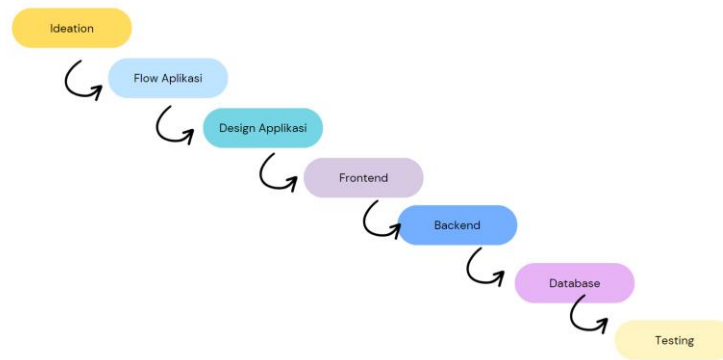 Ideation
Flow Aplikasi
Design Applikasi
Frontend
Backend
Database
Testing